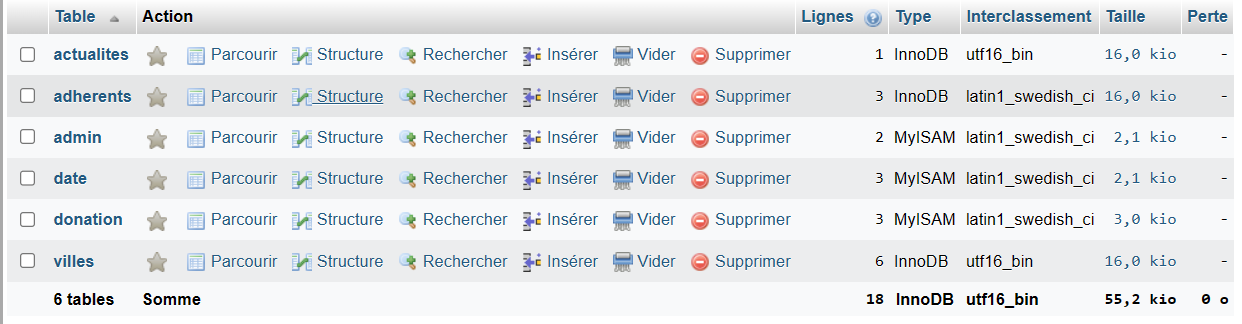 Table Action Lignes Type Interclassement Taille Perte
actualites Parcourir Structure Rechercher Insérer Vider Supprimer 1 InnoDB utf16_bin 16,0 kio -
adherents Parcourir Structure Rechercher Insérer Vider Supprimer 3 InnoDB latin1_swedish_ci 16,0 kio -
admin Parcourir Structure Rechercher Insérer Vider Supprimer 2 MyISAM latin1_swedish_ci 2,1 kio -
date Parcourir Structure Rechercher Insérer Vider Supprimer 3 MyISAM latin1_swedish_ci 2,1 kio -
donation Parcourir Structure Rechercher Insérer Vider Supprimer 3 MyISAM latin1_swedish_ci 3,0 kio -
villes Parcourir Structure Rechercher Insérer Vider Supprimer 6 InnoDB utf16_bin 16,0 kio -
6 tables Somme 18 InnoDB utf16_bin 55,2 kio 0 o